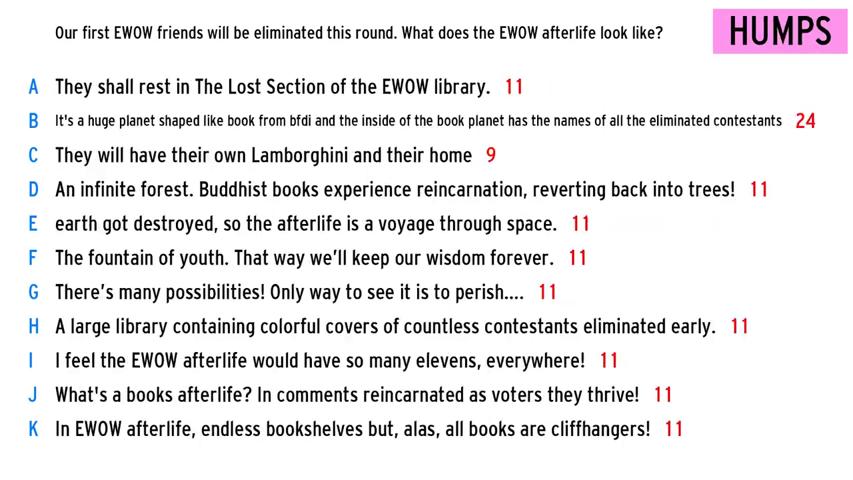 Our first EWOW friends will be eliminated this round. What does the EWOW afterlife look like?
HUMPS
A They shall rest in The Lost Section of the EWOW library. 11
B It's a huge planet shaped like book from bfdi and the inside of the book planet has the names of all the eliminated contestants 24
C They will have their own Lamborghini and their home 9
D An infinite forest. Buddhist books experience reincarnation, reverting back into trees! 11
E earth got destroyed, so the afterlife is a voyage through space. 11
F The fountain of youth. That way we’ll keep our wisdom forever. 11
G There’s many possibilities! Only way to see it is to perish.... 11
H A large library containing colorful covers of countless contestants eliminated early. 11
I I feel the EWOW afterlife would have so many elevens, everywhere! 11
J What's a books afterlife? In comments reincarnated as voters they thrive! 11
K In EWOW afterlife, endless bookshelves but, alas, all books are cliffhangers! 11